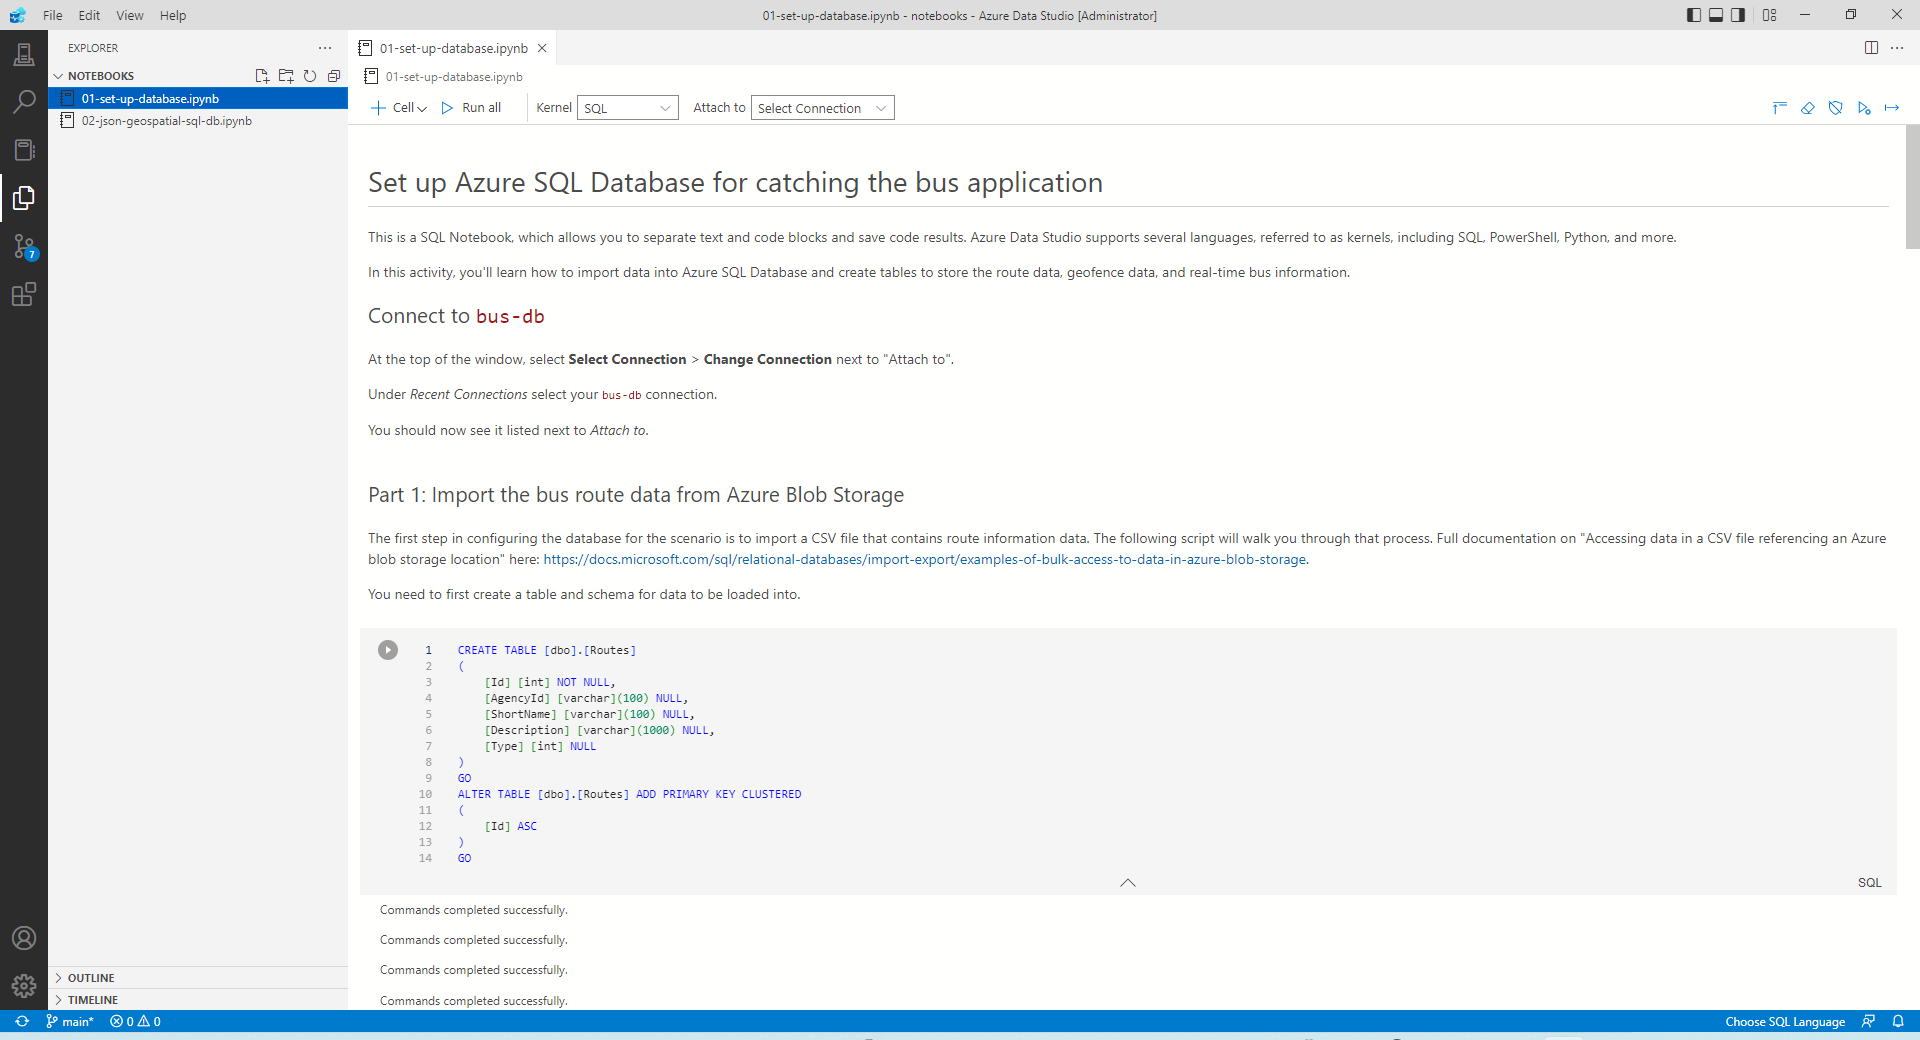 File Edit View Help
01-set-up-database.ipynb - notebooks - Azure Data Studio [Administrator]
EXPLORER
NOTEBOOKS
01-set-up-database.ipynb
02-json-geospatial-sql-db.ipynb
7
OUTLINE
TIMELINE
01-set-up-database.ipynb
01-set-up-database.ipynb
Cell Run all Kernel SQL Attach to Select Connection
Set up Azure SQL Database for catching the bus application
This is a SQL Notebook, which allows you to separate text and code blocks and save code results. Azure Data Studio supports several languages, referred to as kernels, including SQL, PowerShell, Python, and more.
In this activity, you'll learn how to import data into Azure SQL Database and create tables to store the route data, geofence data, and real-time bus information.
Connect to bus-db
At the top of the window, select Select Connection > Change Connection next to "Attach to".
Under Recent Connections select your bus-db connection.
You should now see it listed next to Attach to.
Part 1: Import the bus route data from Azure Blob Storage
The first step in configuring the database for the scenario is to import a CSV file that contains route information data. The following script will walk you through that process. Full documentation on "Accessing data in a CSV file referencing an Azure
blob storage location" here: https://docs.microsoft.com/sql/relational-databases/import-export/examples-of-bulk-access-to-data-in-azure-blob-storage.
You need to first create a table and schema for data to be loaded into.
1 CREATE TABLE [dbo].[Routes]
2 (
3 [Id] [int] NOT NULL,
4 [AgencyId] [varchar](100) NULL,
5 [ShortName] [varchar](100) NULL,
6 [Description] [varchar](1000) NULL,
7 [Type] [int] NULL
8 )
9 GO
10 ALTER TABLE [dbo].[Routes] ADD PRIMARY KEY CLUSTERED
11 (
12 [Id] ASC
13 )
14 GO
SQL
Commands completed successfully.
Commands completed successfully.
Commands completed successfully.
Commands completed successfully.
main* 0 0 Choose SQL Language